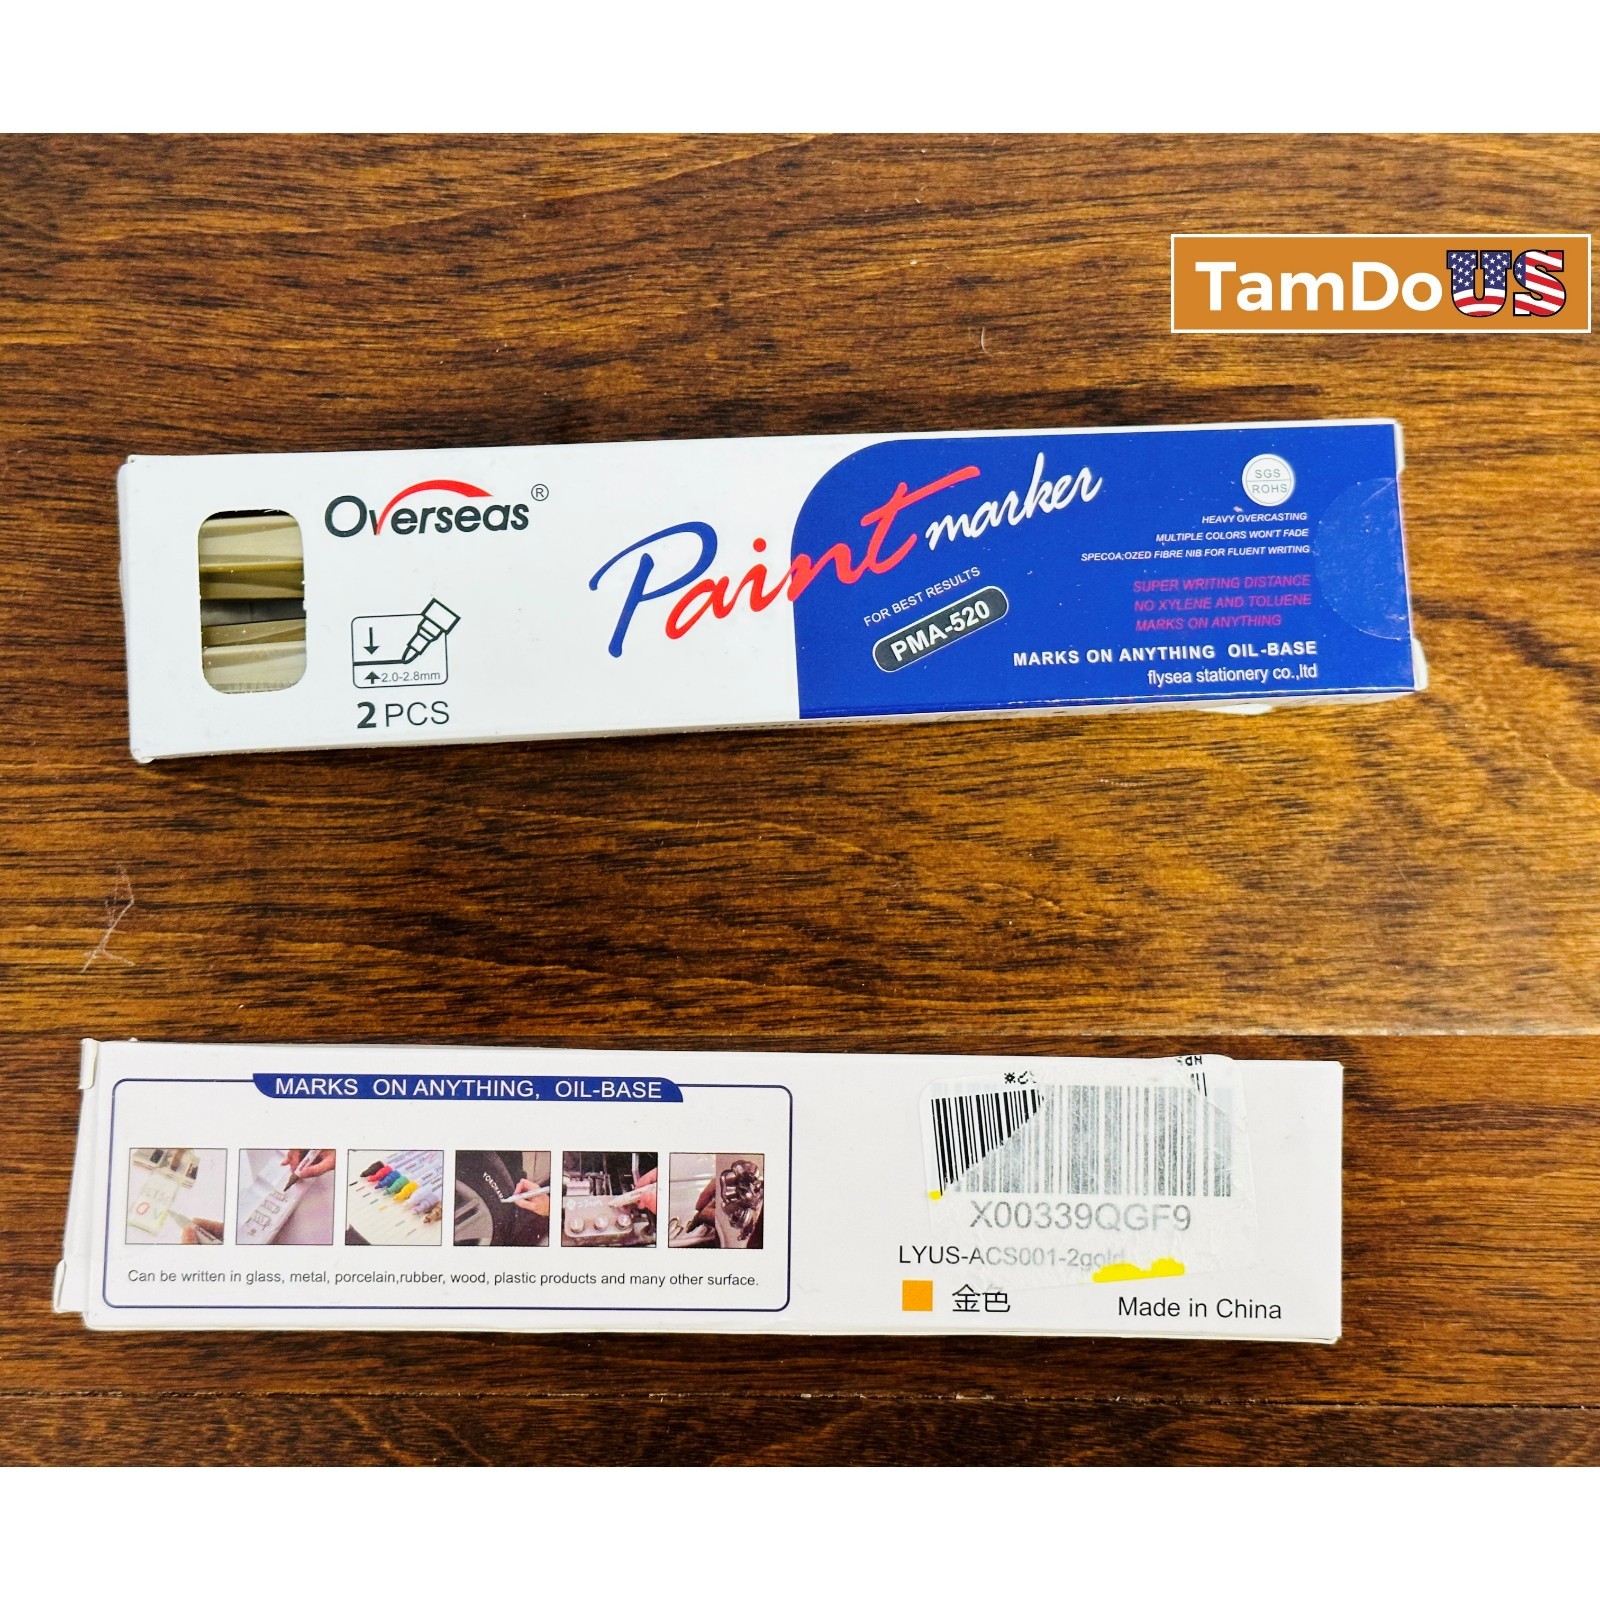 TamDoUS
Overseas®
2.0-2.8mm
2 PCS
Paint marker
FOR BEST RESULTS
PMA-520
SGS
ROHS
HEAVY OVERCASTING
MULTIPLE COLORS WON'T FADE
SPECOA;OZED FIBRE NIB FOR FLUENT WRITING
SUPER WRITING DISTANCE
NO XYLENE AND TOLUENE
MARKS ON ANYTHING
MARKS ON ANYTHING OIL-BASE
flysea stationery co.,ltd
MARKS ON ANYTHING, OIL-BASE
Can be written in glass, metal, porcelain,rubber, wood, plastic products and many other surface.
X00339QGF9
LYUS-ACS001-2gold
金色
Made in China